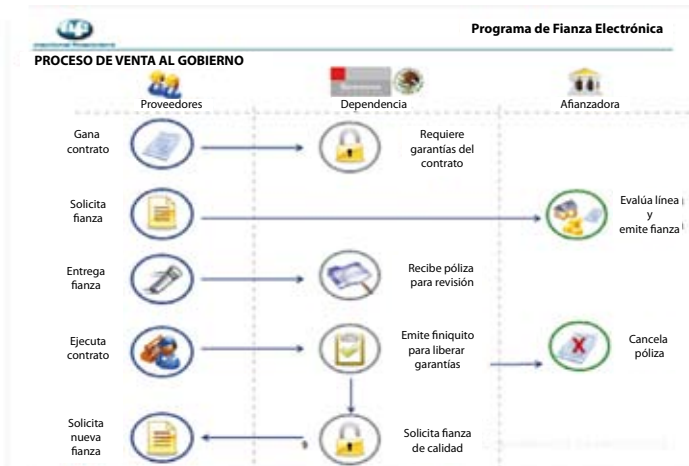 Programa de Fianza Electrónica
PROCESO DE VENTA AL GOBIERNO
Proveedores
Dependencia
Afianzadora
Gana
contrato
Requiere
garantías del
contrato
Solicita
fianza
Evalúa línea
y
emite fianza
Entrega
fianza
Recibe póliza
para revisión
Ejecuta
contrato
Emite finiquito
para liberar
garantías
Cancela
póliza
Solicita
nueva
fianza
Solicita fianza
de calidad